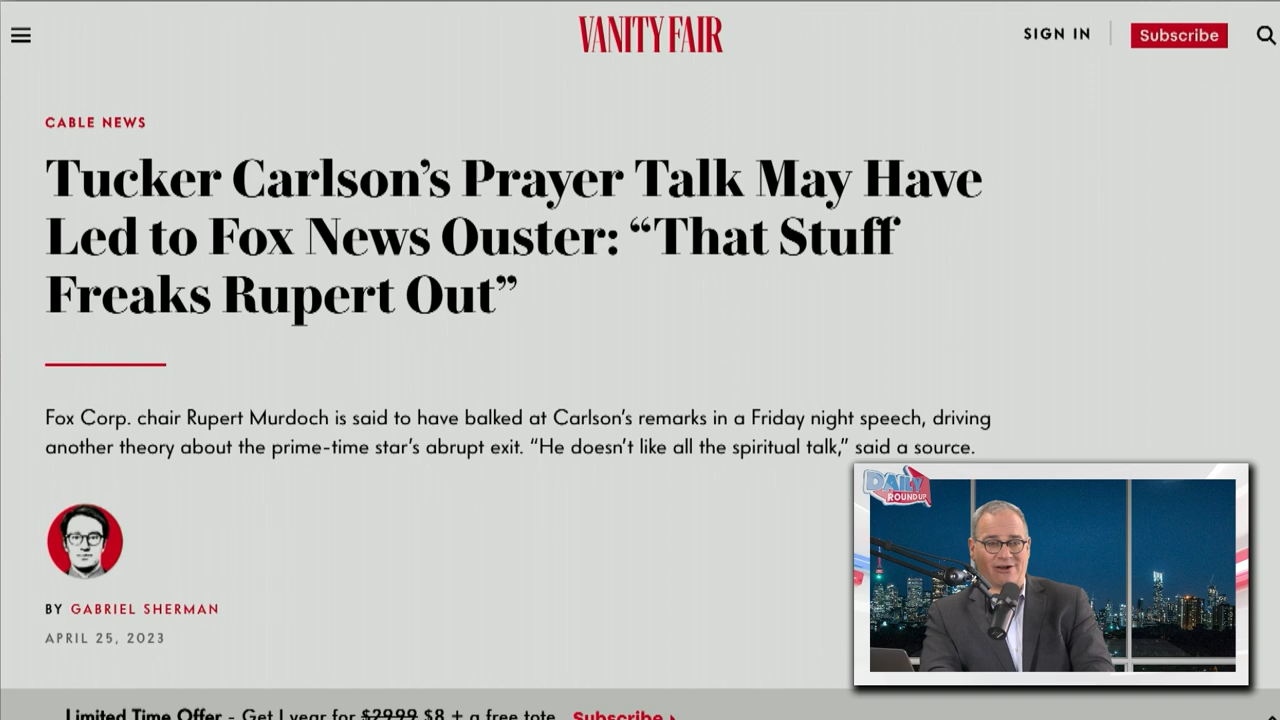 VANITY FAIR
SIGN IN
Subscribe
CABLE NEWS
Tucker Carlson’s Prayer Talk May Have
Led to Fox News Ouster: “That Stuff
Freaks Rupert Out”
Fox Corp. chair Rupert Murdoch is said to have balked at Carlson’s remarks in a Friday night speech, driving
another theory about the prime-time star’s abrupt exit. “He doesn’t like all the spiritual talk,” said a source.
DAILY
ROUNDUP
BY GABRIEL SHERMAN
APRIL 25, 2023
Limited Time Offer - Get 1 year for $29.99 $8 + a free tote. Subscribe